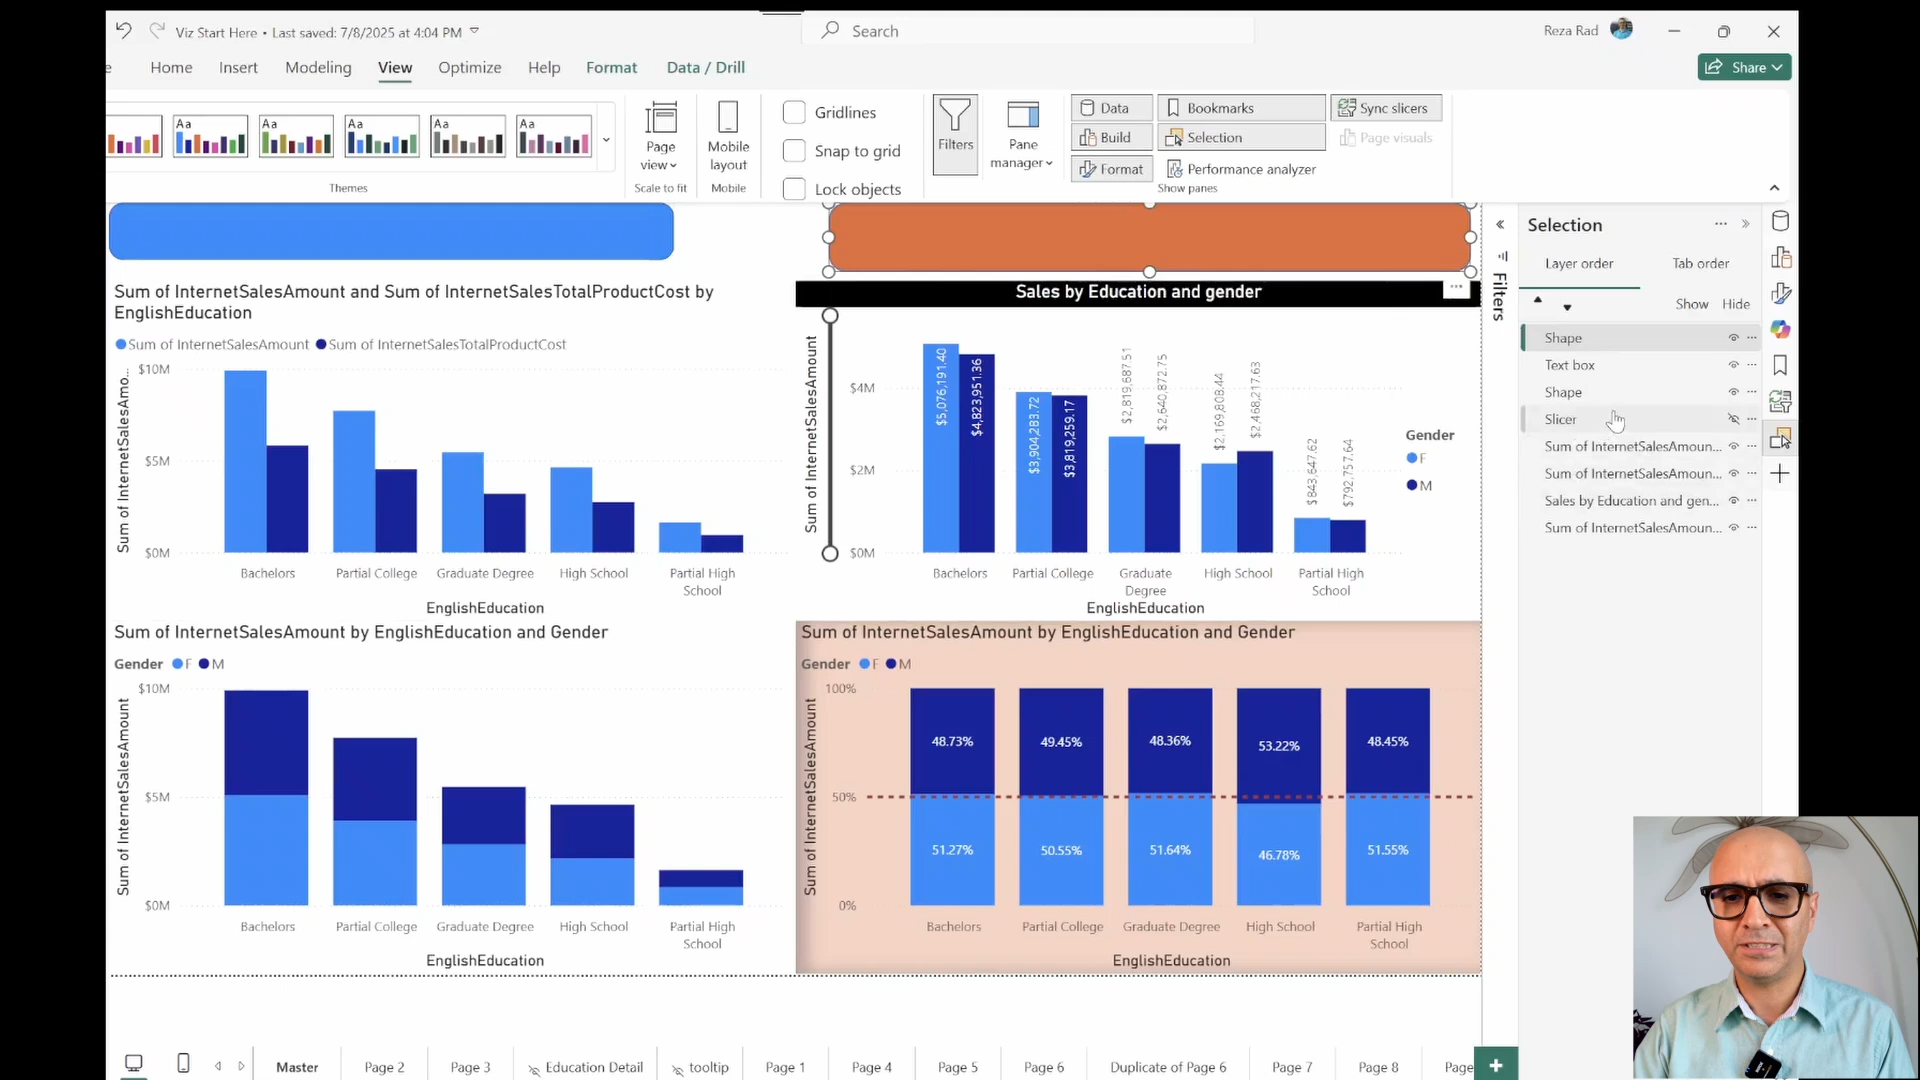 Viz Start Here • Last saved: 7/8/2025 at 4:04 PM
Search
Reza Rad
Home
Insert
Modeling
View
Optimize
Help
Format
Data / Drill
Share
Aa
Aa
Aa
Aa
Aa
Themes
Page view
Scale to fit
Mobile layout
Mobile
Gridlines
Snap to grid
Lock objects
Filters
Pane manager
Data
Build
Format
Bookmarks
Selection
Performance analyzer
Sync slicers
Page visuals
Show panes
Sum of InternetSalesAmount and Sum of InternetSalesTotalProductCost by
EnglishEducation
Sum of InternetSalesAmount
Sum of InternetSalesTotalProductCost
Sum of InternetSalesAmo...
$10M
$5M
$0M
Bachelors
Partial College
Graduate Degree
High School
Partial High School
EnglishEducation
Sales by Education and gender
Sum of InternetSalesAmount
$4M
$2M
$0M
$5,076,191.40
$4,823,951.36
$3,904,283.72
$3,819,259.17
$2,819,687.51
$2,640,872.75
$2,169,808.44
$2,468,217.63
$843,647.62
$792,757.64
Bachelors
Partial College
Graduate Degree
High School
Partial High School
EnglishEducation
Gender
F
M
Sum of InternetSalesAmount by EnglishEducation and Gender
Gender F M
Sum of InternetSalesAmount
$10M
$5M
$0M
Bachelors
Partial College
Graduate Degree
High School
Partial High School
EnglishEducation
Sum of InternetSalesAmount by EnglishEducation and Gender
Gender F M
Sum of InternetSalesAmount
100%
50%
0%
48.73%
49.45%
48.36%
53.22%
48.45%
51.27%
50.55%
51.64%
46.78%
51.55%
Bachelors
Partial College
Graduate Degree
High School
Partial High School
EnglishEducation
Filters
Selection
Layer order
Tab order
Show
Hide
Shape
Text box
Shape
Slicer
Sum of InternetSalesAmoun...
Sum of InternetSalesAmoun...
Sales by Education and gen...
Sum of InternetSalesAmoun...
Master
Page 2
Page 3
Education Detail
tooltip
Page 1
Page 4
Page 5
Page 6
Duplicate of Page 6
Page 7
Page 8
Page